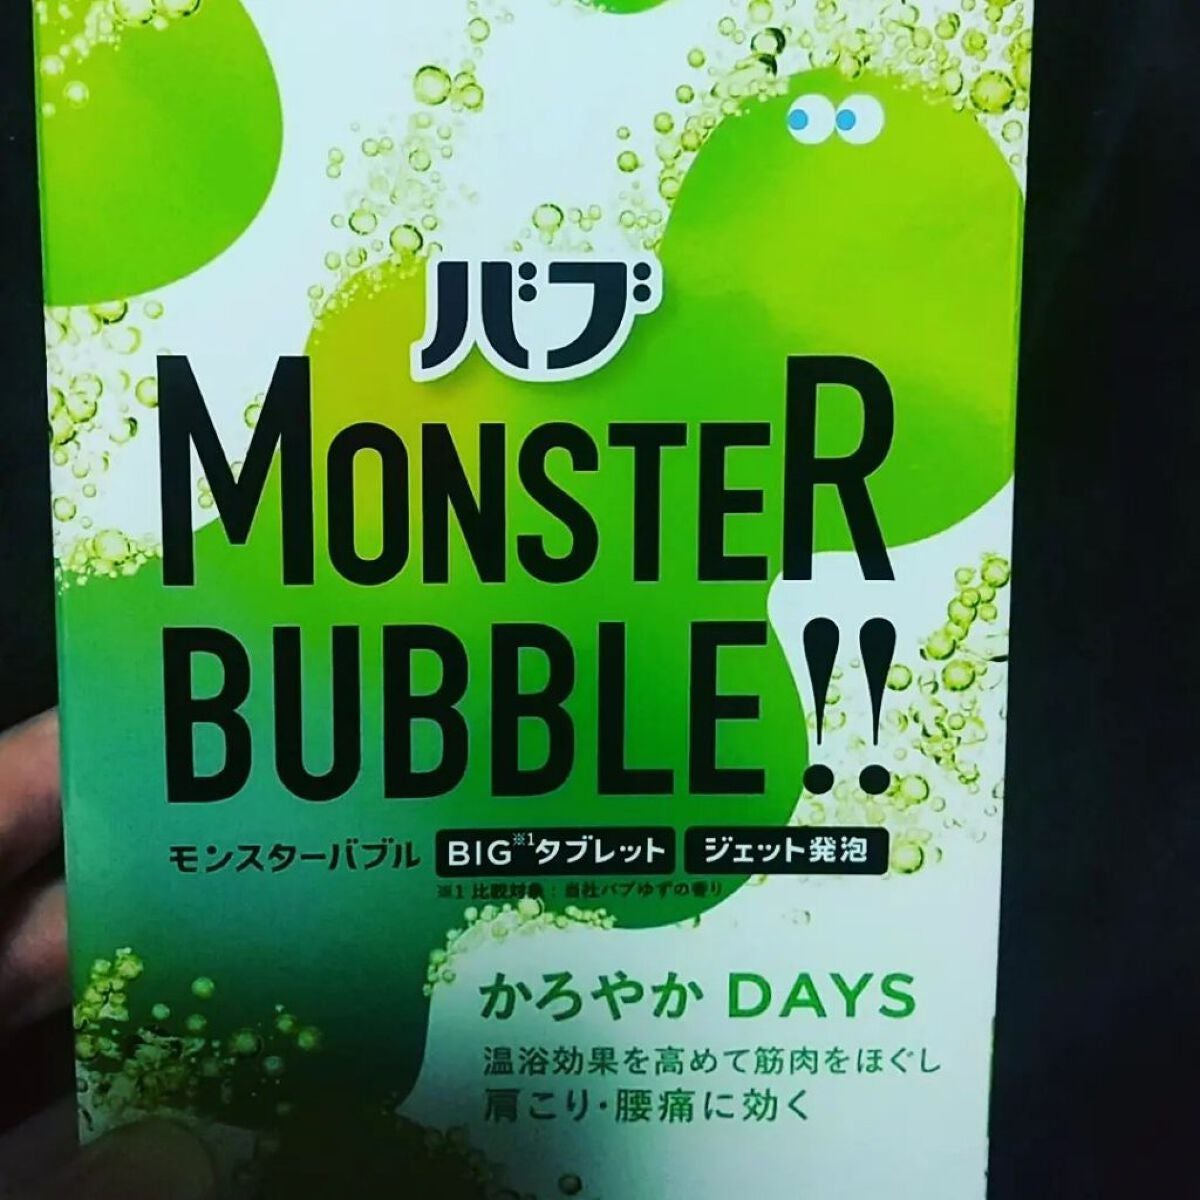 バブ
MONSTER
BUBBLE!!
モンスターバブル BIG※1タブレット ジェット発泡
※1 比較対象：当社バブゆずの香り
かろやか DAYS
温浴効果を高めて筋肉をほぐし
肩こり・腰痛に効く